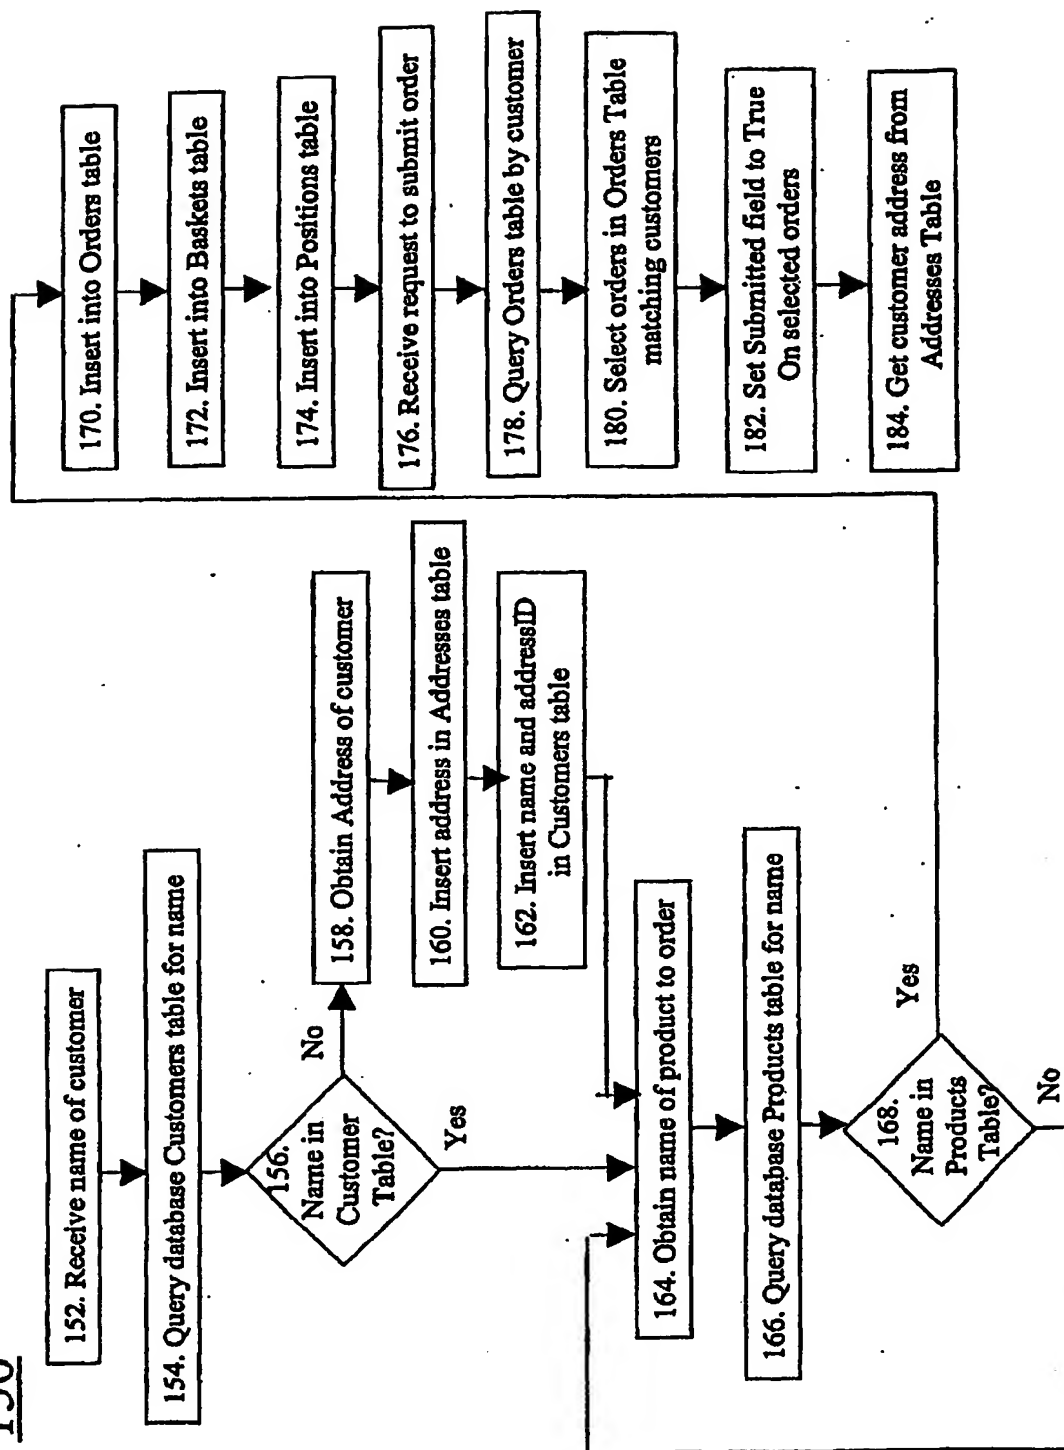 150
152. Receive name of customer
154. Query database Customers table for name
156.
Name in
Customer
Table?
No
Yes
158. Obtain Address of customer
160. Insert address in Addresses table
162. Insert name and addressID
in Customers table
164. Obtain name of product to order
166. Query database Products table for name
168.
Name in
Products
Table?
Yes
No
170. Insert into Orders table
172. Insert into Baskets table
174. Insert into Positions table
176. Receive request to submit order
178. Query Orders table by customer
180. Select orders in Orders Table
matching customers
182. Set Submitted field to True
On selected orders
184. Get customer address from
Addresses Table